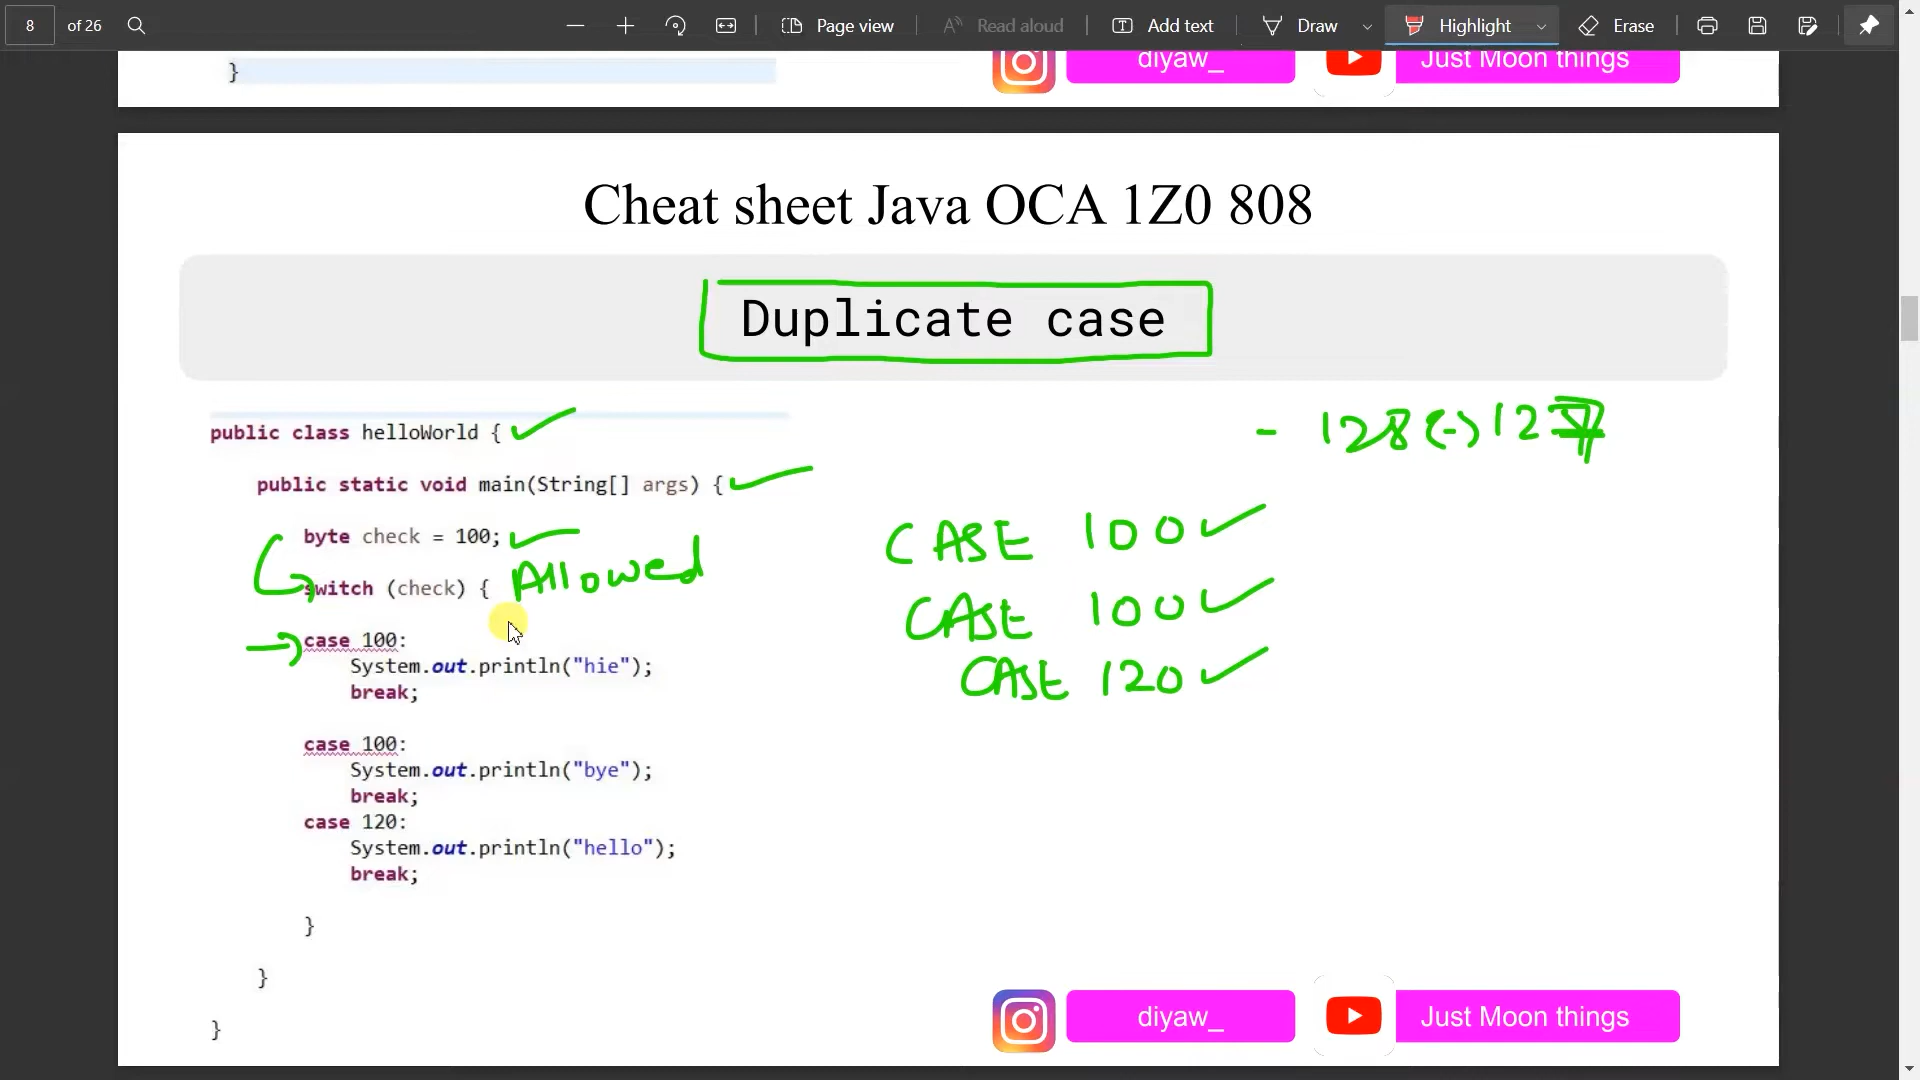 8 of 26 Page view Read aloud Add text Draw Highlight Erase
} diyaw_ Just Moon things
Cheat sheet Java OCA 1Z0 808
Duplicate case
public class helloWorld {
- 128 (-) 127
public static void main(String[] args) {
byte check = 100;
CASE 100
switch (check) { Allowed
CASE 100
case 100:
System.out.println("hie");
CASE 120
break;
case 100:
System.out.println("bye");
break;
case 120:
System.out.println("hello");
break;
}
}
diyaw_ Just Moon things
}